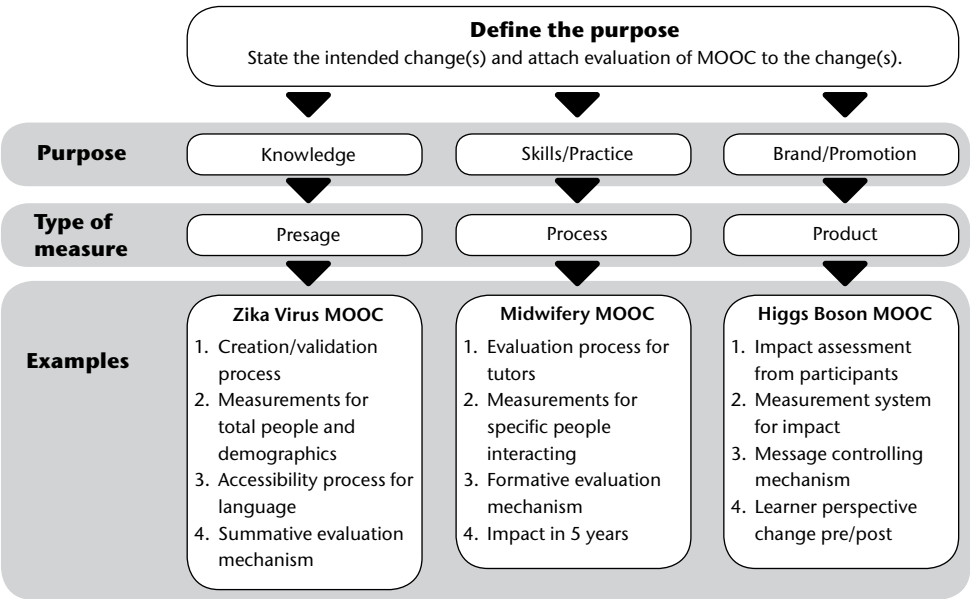 Define the purpose
State the intended change(s) and attach evaluation of MOOC to the change(s).
Purpose
Knowledge
Skills/Practice
Brand/Promotion
Type of
measure
Presage
Process
Product
Examples
Zika Virus MOOC
1. Creation/validation
process
2. Measurements for
total people and
demographics
3. Accessibility process for
language
4. Summative evaluation
mechanism
Midwifery MOOC
1. Evaluation process for
tutors
2. Measurements for
specific people
interacting
3. Formative evaluation
mechanism
4. Impact in 5 years
Higgs Boson MOOC
1. Impact assessment
from participants
2. Measurement system
for impact
3. Message controlling
mechanism
4. Learner perspective
change pre/post